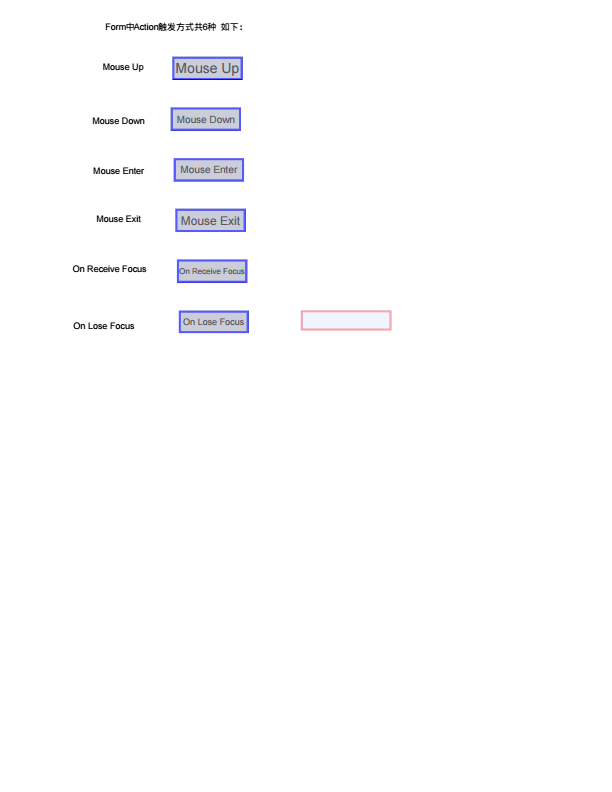 Form中Action触发方式共6种 如下：
Mouse Up Mouse Up
Mouse Down Mouse Down
Mouse Enter Mouse Enter
Mouse Exit Mouse Exit
On Receive Focus On Receive Focus
On Lose Focus On Lose Focus